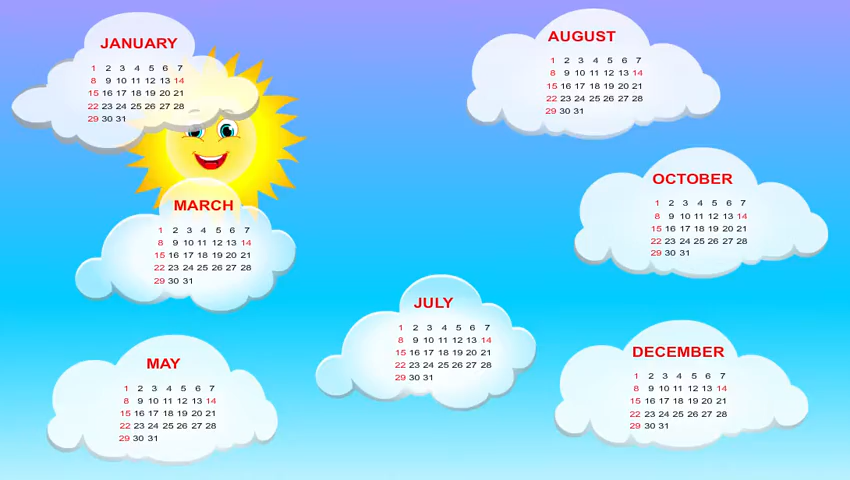 JANUARY
1 2 3 4 5 6 7
8 9 10 11 12 13 14
15 16 17 18 19 20 21
22 23 24 25 26 27 28
29 30 31
MARCH
1 2 3 4 5 6 7
8 9 10 11 12 13 14
15 16 17 18 19 20 21
22 23 24 25 26 27 28
29 30 31
MAY
1 2 3 4 5 6 7
8 9 10 11 12 13 14
15 16 17 18 19 20 21
22 23 24 25 26 27 28
29 30 31
JULY
1 2 3 4 5 6 7
8 9 10 11 12 13 14
15 16 17 18 19 20 21
22 23 24 25 26 27 28
29 30 31
AUGUST
1 2 3 4 5 6 7
8 9 10 11 12 13 14
15 16 17 18 19 20 21
22 23 24 25 26 27 28
29 30 31
OCTOBER
1 2 3 4 5 6 7
8 9 10 11 12 13 14
15 16 17 18 19 20 21
22 23 24 25 26 27 28
29 30 31
DECEMBER
1 2 3 4 5 6 7
8 9 10 11 12 13 14
15 16 17 18 19 20 21
22 23 24 25 26 27 28
29 30 31